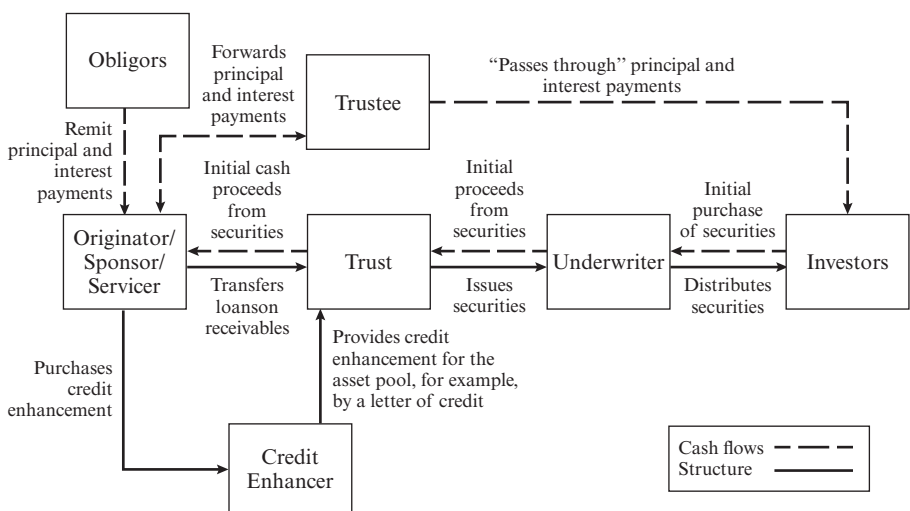 Obligors
Forwards
principal
and interest
payments
Trustee
“Passes through” principal and
interest payments
Remit
principal and
interest
payments
Originator/
Sponsor/
Servicer
Initial cash
proceeds
from
securities
Transfers
loanson
receivables
Trust
Initial
proceeds
from
securities
Issues
securities
Underwriter
Initial
purchase
of securities
Distributes
securities
Investors
Purchases
credit
enhancement
Provides credit
enhancement for the
asset pool, for example,
by a letter of credit
Credit
Enhancer
Cash flows
Structure